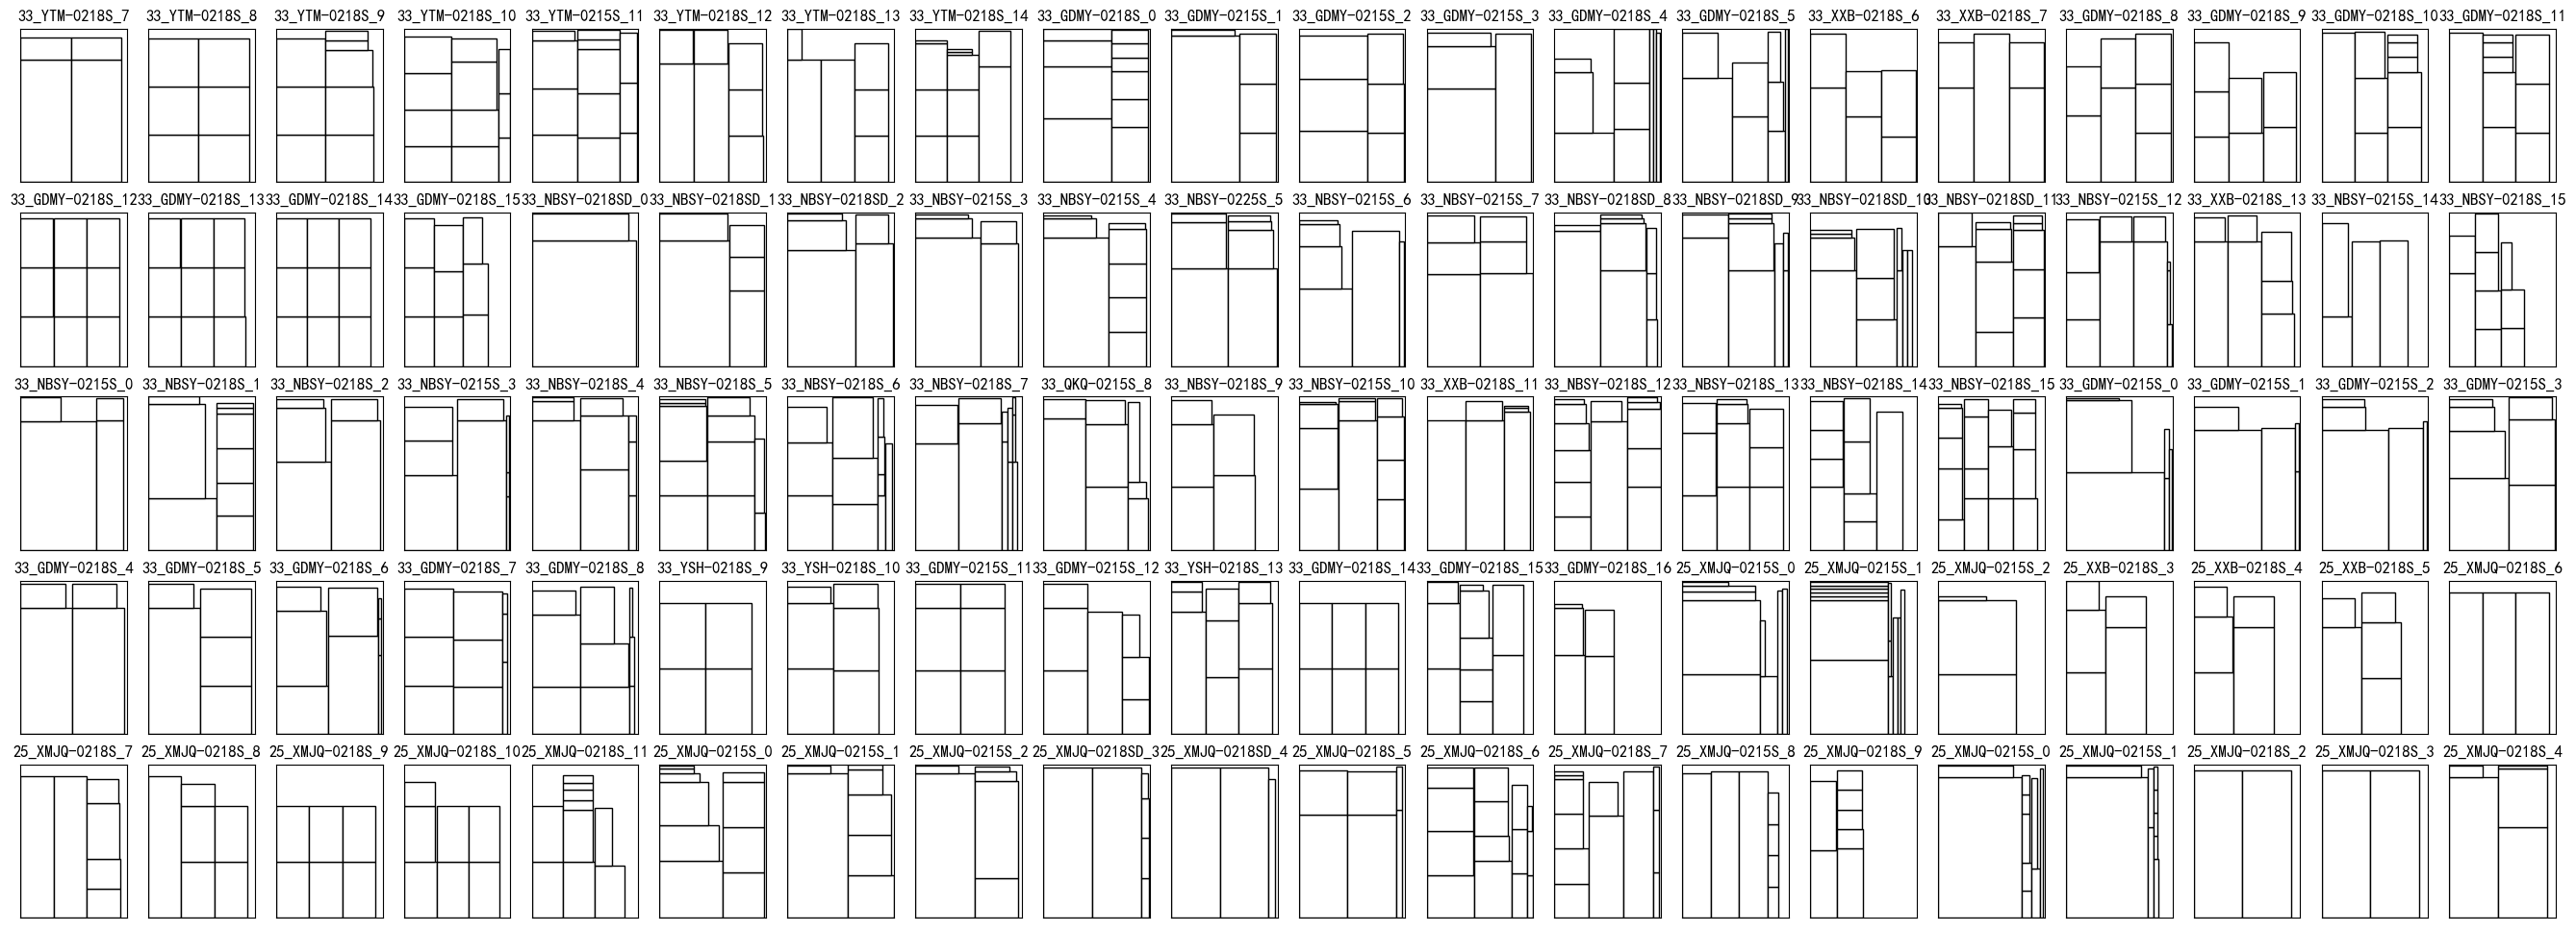 33_YTM-0218S_7 33_YTM-0218S_8 33_YTM-0218S_9 33_YTM-0218S_10 33_YTM-0215S_11 33_YTM-0218S_12 33_YTM-0218S_13 33_YTM-0218S_14 33_GDMY-0218S_0 33_GDMY-0215S_1 33_GDMY-0215S_2 33_GDMY-0215S_3 33_GDMY-0218S_4 33_GDMY-0218S_5 33_XXB-0218S_6 33_XXB-0218S_7 33_GDMY-0218S_8 33_GDMY-0218S_9 33_GDMY-0218S_10 33_GDMY-0218S_11
33_GDMY-0218S_12 33_GDMY-0218S_13 33_GDMY-0218S_14 33_GDMY-0218S_15 33_NBSY-0218SD_0 33_NBSY-0218SD_1 33_NBSY-0218SD_2 33_NBSY-0215S_3 33_NBSY-0215S_4 33_NBSY-0225S_5 33_NBSY-0215S_6 33_NBSY-0215S_7 33_NBSY-0218SD_8 33_NBSY-0218SD_9 33_NBSY-0218SD_10 33_NBSY-0218SD_11 33_NBSY-0215S_12 33_XXB-0218S_13 33_NBSY-0215S_14 33_NBSY-0218S_15
33_NBSY-0215S_0 33_NBSY-0218S_1 33_NBSY-0218S_2 33_NBSY-0215S_3 33_NBSY-0218S_4 33_NBSY-0218S_5 33_NBSY-0218S_6 33_NBSY-0218S_7 33_QKQ-0215S_8 33_NBSY-0218S_9 33_NBSY-0215S_10 33_XXB-0218S_11 33_NBSY-0218S_12 33_NBSY-0218S_13 33_NBSY-0218S_14 33_NBSY-0218S_15 33_GDMY-0215S_0 33_GDMY-0215S_1 33_GDMY-0215S_2 33_GDMY-0215S_3
33_GDMY-0218S_4 33_GDMY-0218S_5 33_GDMY-0218S_6 33_GDMY-0218S_7 33_GDMY-0218S_8 33_YSH-0218S_9 33_YSH-0218S_10 33_GDMY-0215S_11 33_GDMY-0215S_12 33_YSH-0218S_13 33_GDMY-0218S_14 33_GDMY-0218S_15 33_GDMY-0218S_16 25_XMJQ-0215S_0 25_XMJQ-0215S_1 25_XMJQ-0215S_2 25_XXB-0218S_3 25_XXB-0218S_4 25_XXB-0218S_5 25_XMJQ-0218S_6
25_XMJQ-0218S_7 25_XMJQ-0218S_8 25_XMJQ-0218S_9 25_XMJQ-0218S_10 25_XMJQ-0218S_11 25_XMJQ-0215S_0 25_XMJQ-0215S_1 25_XMJQ-0215S_2 25_XMJQ-0218SD_3 25_XMJQ-0218SD_4 25_XMJQ-0218S_5 25_XMJQ-0218S_6 25_XMJQ-0218S_7 25_XMJQ-0215S_8 25_XMJQ-0218S_9 25_XMJQ-0215S_0 25_XMJQ-0215S_1 25_XMJQ-0218S_2 25_XMJQ-0218S_3 25_XMJQ-0218S_4